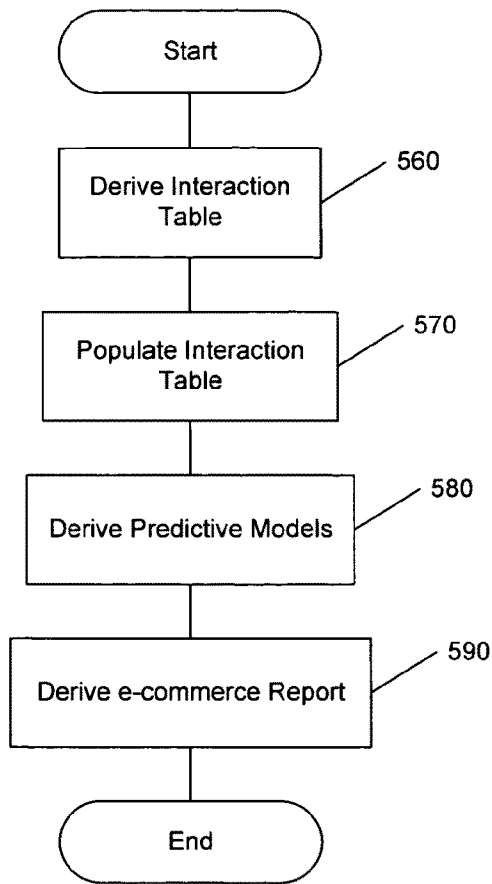 Start
560
Derive Interaction
Table
570
Populate Interaction
Table
580
Derive Predictive Models
590
Derive e-commerce Report
End